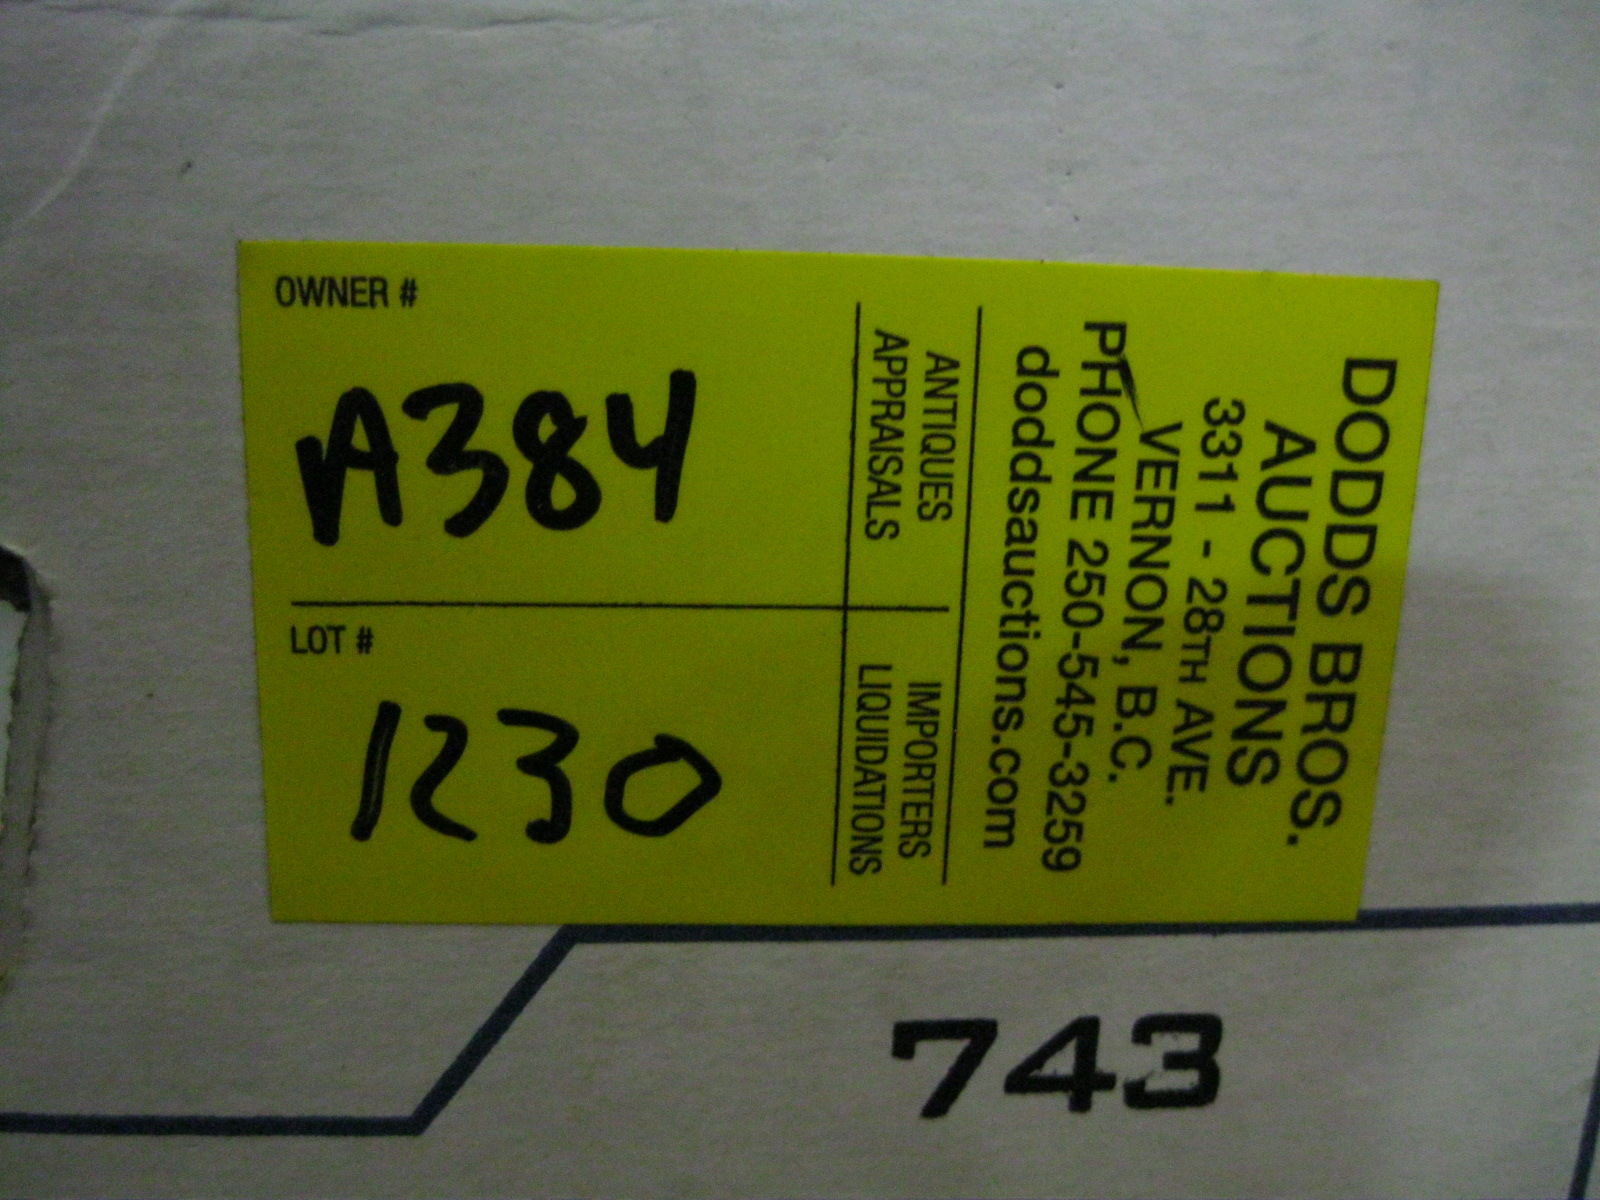 OWNER #
A384
LOT #
1230
ANTIQUES
APPRAISALS
IMPORTERS
LIQUIDATIONS
DODDS BROS.
AUCTIONS
3311 - 28TH AVE.
VERNON, B.C.
PHONE 250-545-3259
doddsauctions.com
743